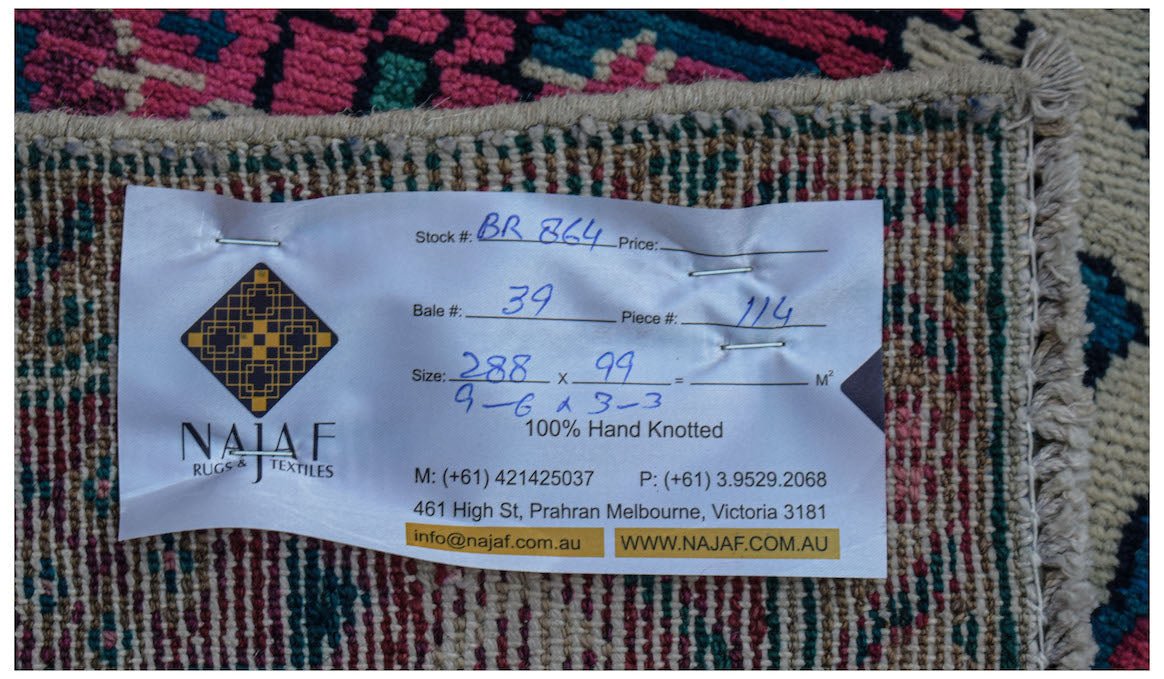 NAJAF
RUGS & TEXTILES
Stock #: BR 864 Price:
Bale #: 39 Piece #: 114
Size: 288 x 99 = M²
9-6 x 3-3
100% Hand Knotted
M: (+61) 421425037 P: (+61) 3.9529.2068
461 High St, Prahran Melbourne, Victoria 3181
info@najaf.com.au WWW.NAJAF.COM.AU